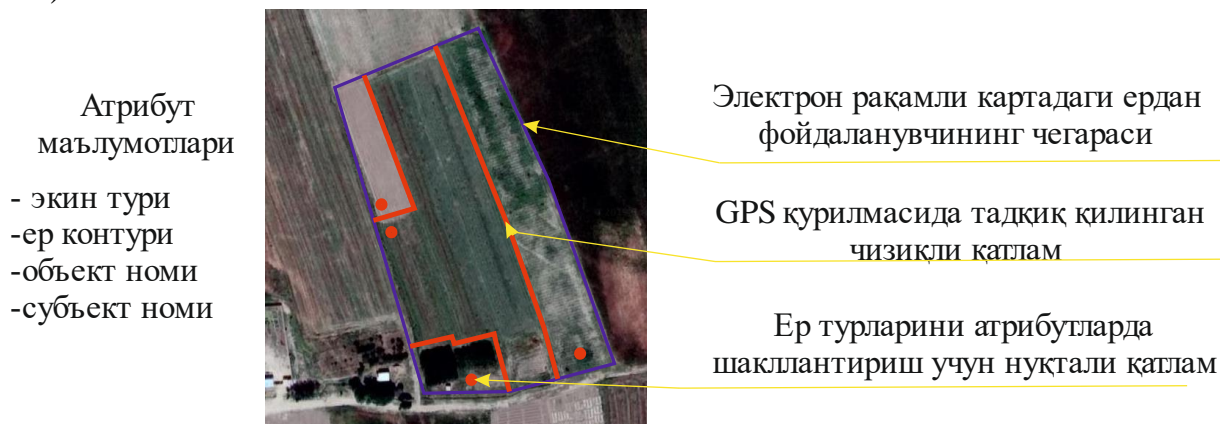 Атрибут
маълумотлари
- экин тури
-ер контури
-объект номи
-субъект номи
Электрон рақамли картадаги ердан
фойдаланувчининг чегараси
GPS қурилмасида тадқиқ қилинган
чизиқли қатлам
Ер турларини атрибутларда
шакллантириш учун нуқтали қатлам